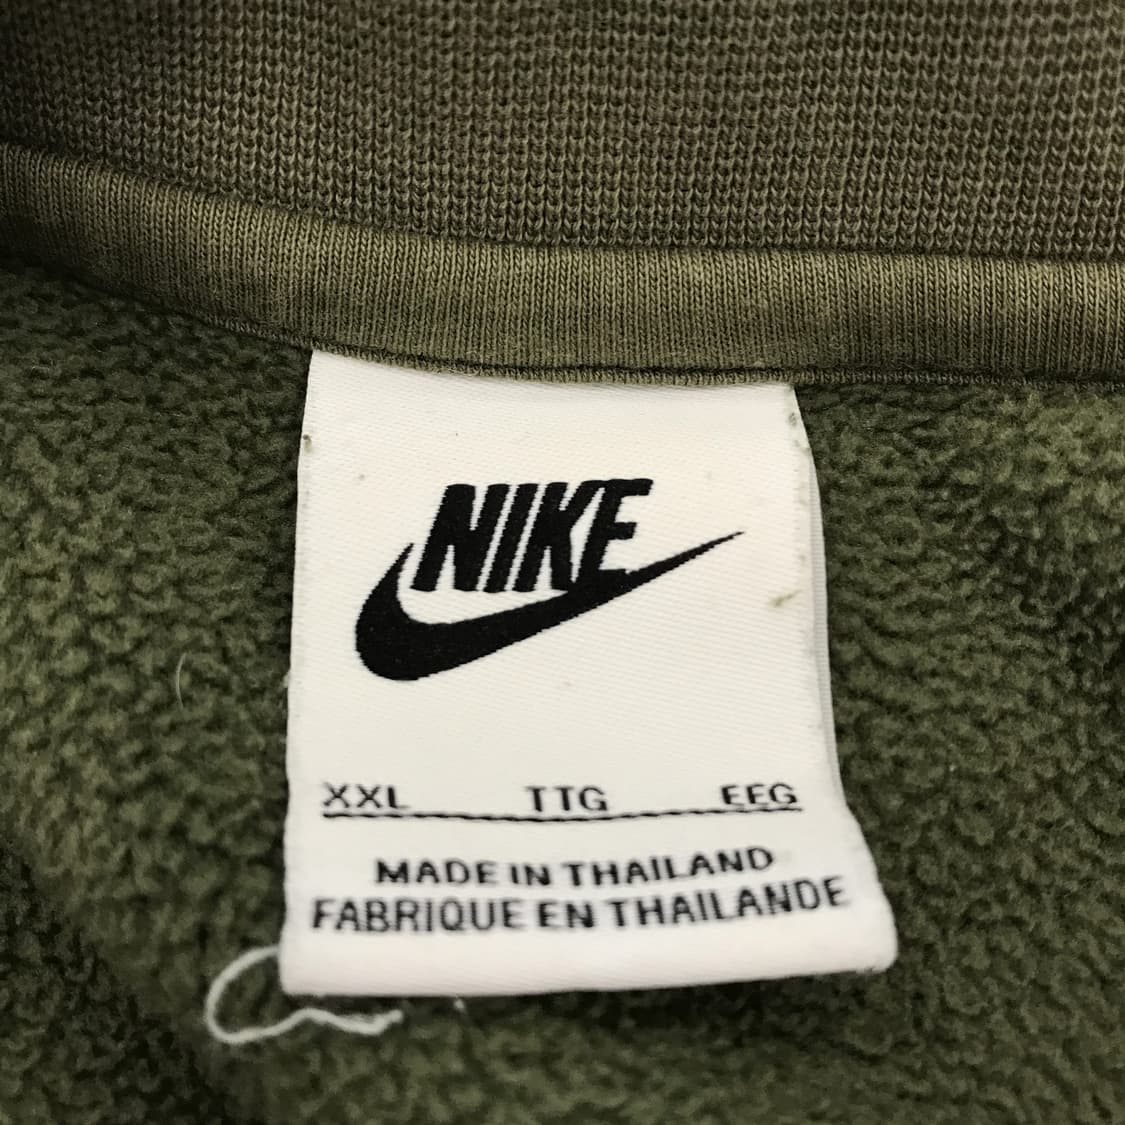 NIKE
XXL TTG EEG
MADE IN THAILAND
FABRIQUE EN THAILANDE